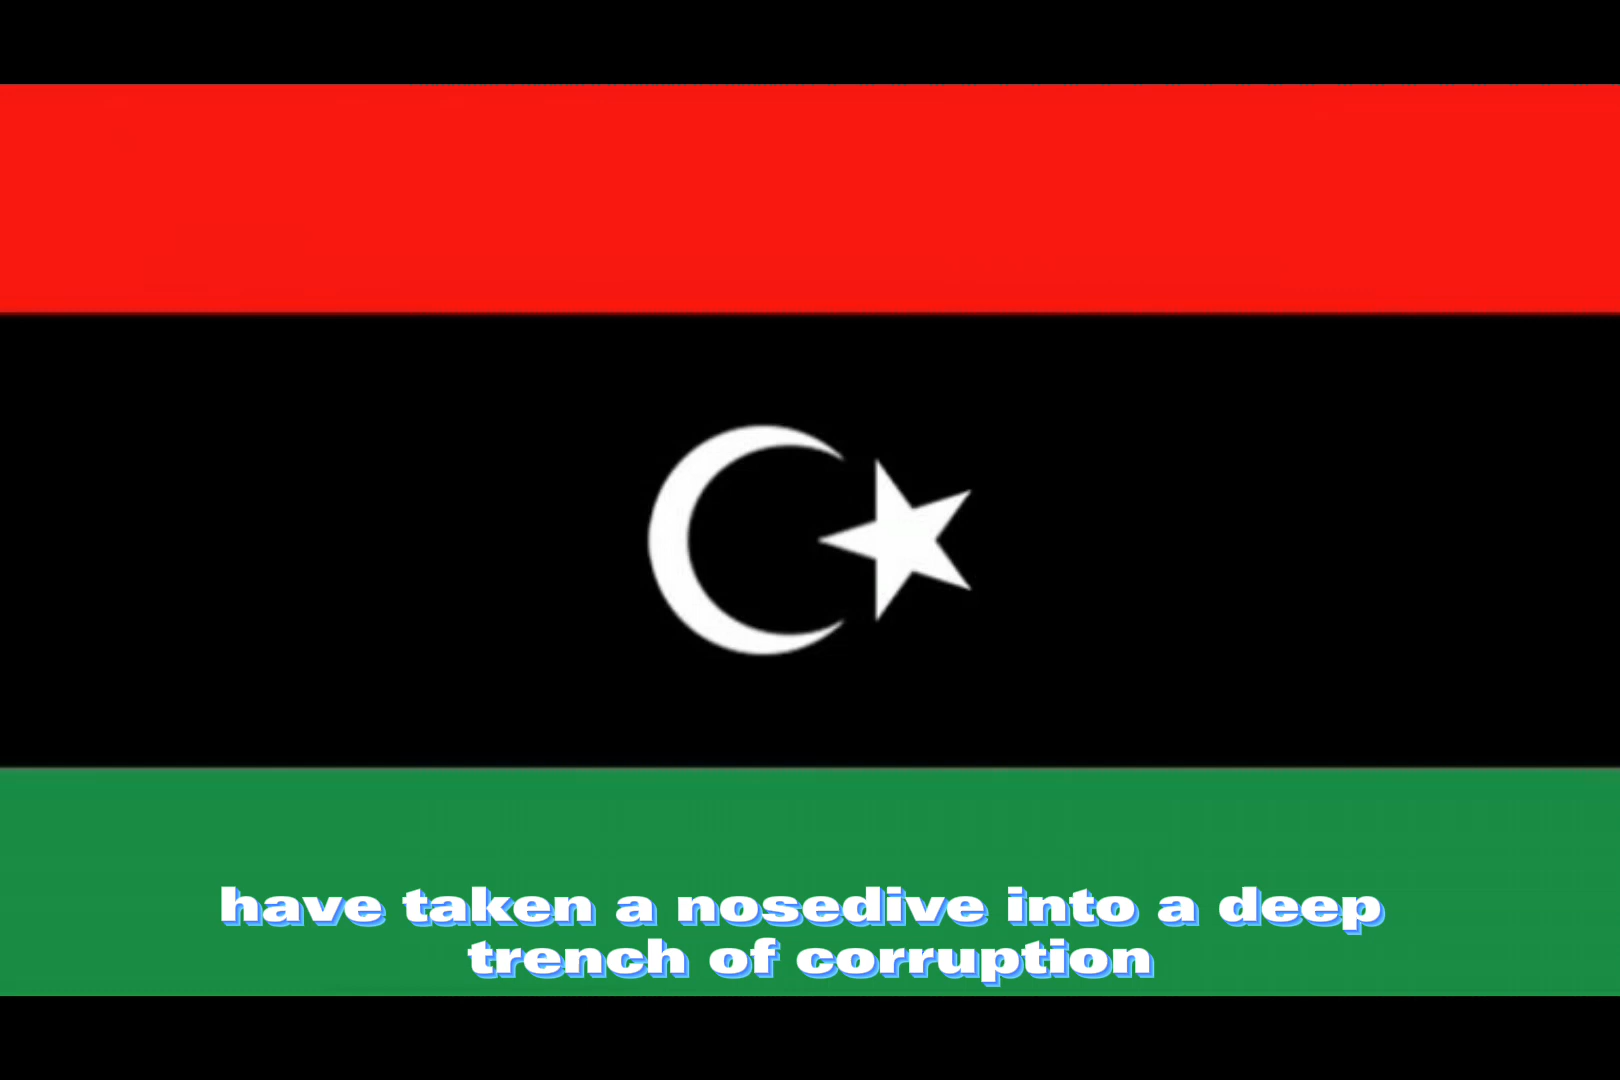 have taken a nosedive into a deep
trench of corruption